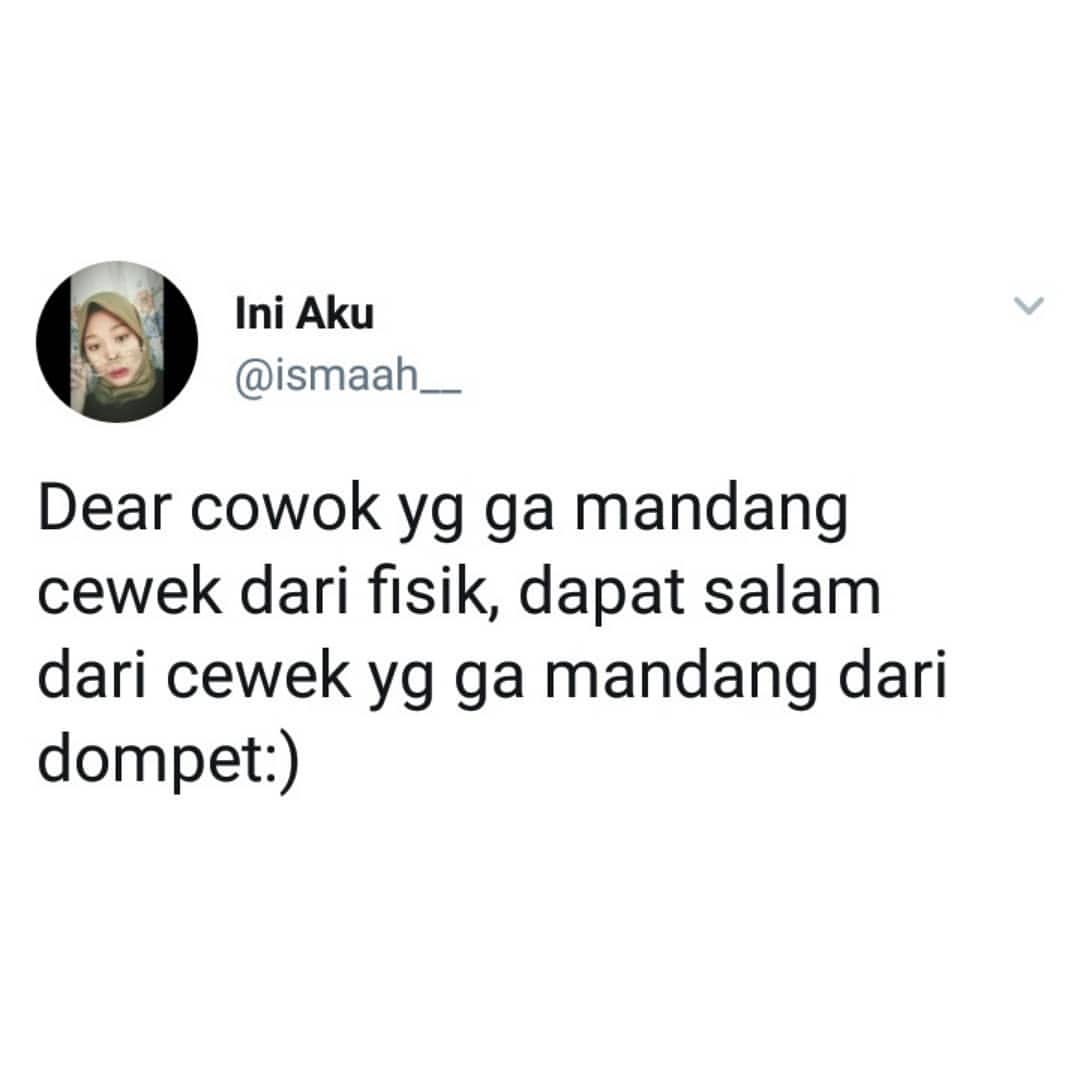 Ini Aku
@ismaah__
Dear cowok yg ga mandang
cewek dari fisik, dapat salam
dari cewek yg ga mandang dari
dompet:)